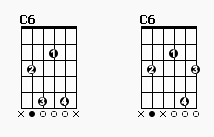 C6 C6
1 1
2 2 3
3 4 4
x ● o o o x x ● x o o o